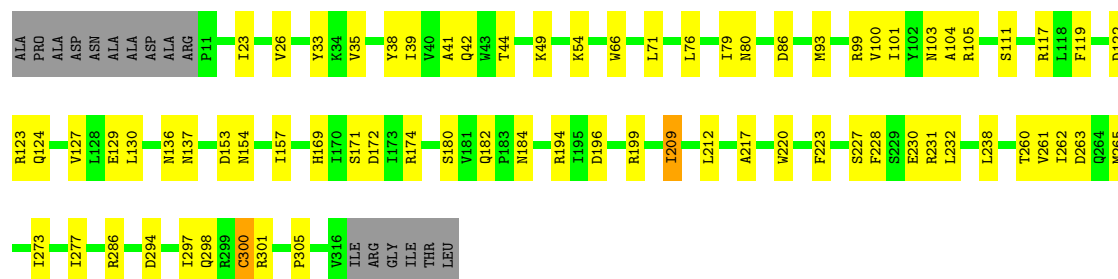 ALA PRO ALA ASP ASN ALA ALA ASP ALA ARG P11 I23 V26 Y33 K34 V35 Y38 I39 V40 A41 Q42 W43 T44 K49 K54 W66 L71 L76 I79 N80 D86 M93 R99 V100 I101 Y102 N103 A104 R105 S111 R117 L118 F119 D122
R123 Q124 V127 L128 E129 L130 N136 N137 D153 N154 I157 H169 I170 S171 D172 I173 R174 S180 V181 Q182 P183 N184 R194 I195 D196 R199 I209 L212 A217 W220 F223 S227 F228 S229 E230 R231 L232 L238 T260 V261 I262 D263 Q264 M265
I273 I277 R286 D294 I297 Q298 R299 C300 R301 P305 V316 ILE ARG GLY ILE THR LEU